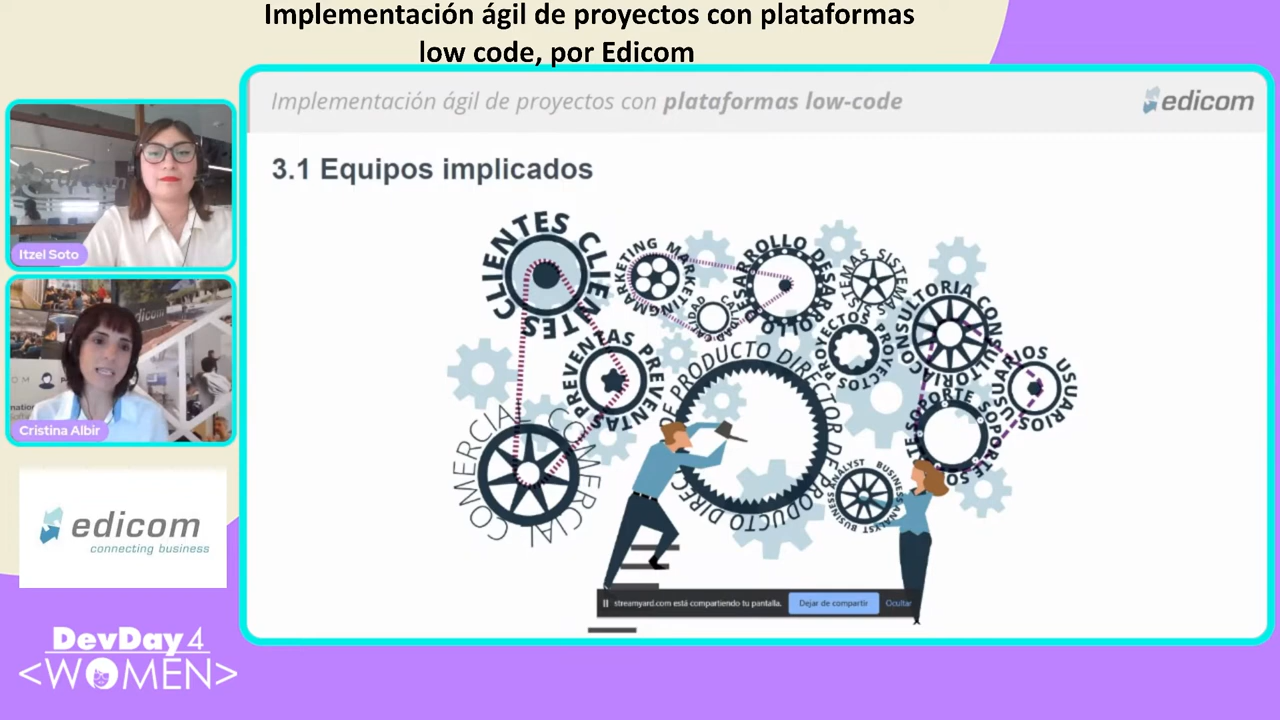 Implementación ágil de proyectos con plataformas
low code, por Edicom
Implementación ágil de proyectos con plataformas low-code
edicom
3.1 Equipos implicados
CLIENTES CLIENTES
MARKETING MARKETING
DESARROLLO DESARROLLO
CALIDAD CALIDAD
SISTEMAS SISTEMAS
PROYECTOS PROYECTOS
CONSULTORIA CONSULTORIA
USUARIOS USUARIOS
PREVENTAS PREVENTAS
DIRECTOR DE PRODUCTO DIRECTOR DE PRODUCTO
SOPORTE SOPORTE
COMERCIAL COMERCIAL
BUSINESS ANALYST BUSINESS ANALYST
streamyard.com está compartiendo tu pantalla.
Dejar de compartir
Ocultar
Itzel Soto
Cristina Albir
edicom
connecting business
DevDay4
<WOMEN>